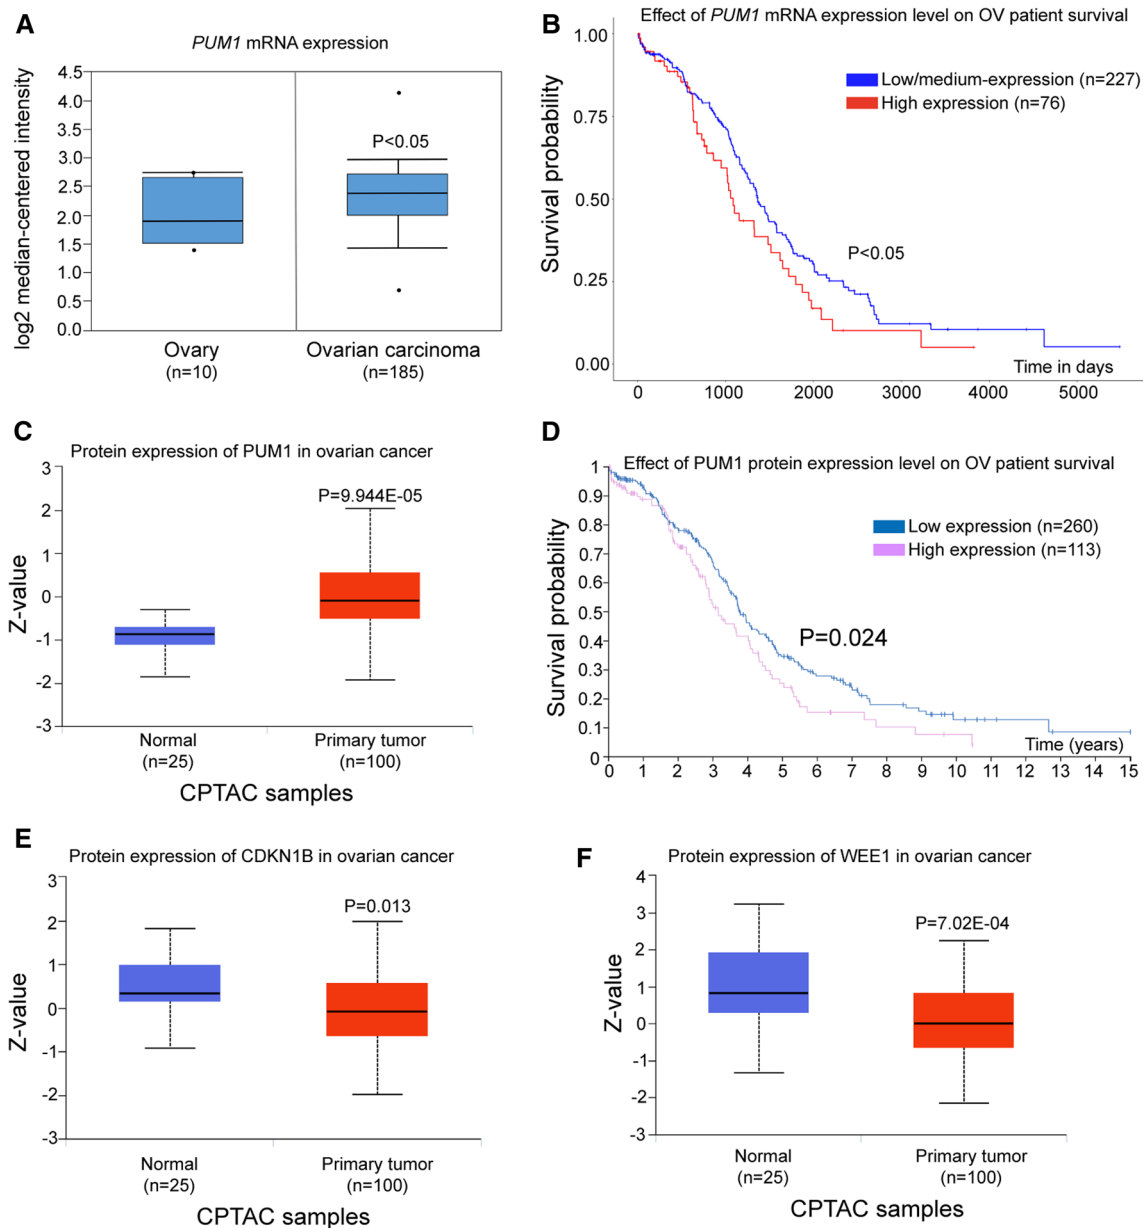 A
PUM1 mRNA expression
log2 median-centered intensity
4.5
4.0
3.5
3.0
2.5
2.0
1.5
1.0
0.5
0.0
P<0.05
Ovary
(n=10)
Ovarian carcinoma
(n=185)
B
Effect of PUM1 mRNA expression level on OV patient survival
Survival probability
1.00
0.75
0.50
0.25
0.00
Low/medium-expression (n=227)
High expression (n=76)
P<0.05
Time in days
0 1000 2000 3000 4000 5000
C
Protein expression of PUM1 in ovarian cancer
Z-value
3
2
1
0
-1
-2
-3
P=9.944E-05
Normal
(n=25)
Primary tumor
(n=100)
CPTAC samples
D
Effect of PUM1 protein expression level on OV patient survival
Survival probability
1
0.9
0.8
0.7
0.6
0.5
0.4
0.3
0.2
0.1
0
Low expression (n=260)
High expression (n=113)
P=0.024
Time (years)
0 1 2 3 4 5 6 7 8 9 10 11 12 13 14 15
E
Protein expression of CDKN1B in ovarian cancer
Z-value
3
2
1
0
-1
-2
-3
P=0.013
Normal
(n=25)
Primary tumor
(n=100)
CPTAC samples
F
Protein expression of WEE1 in ovarian cancer
Z-value
4
3
2
1
0
-1
-2
-3
P=7.02E-04
Normal
(n=25)
Primary tumor
(n=100)
CPTAC samples